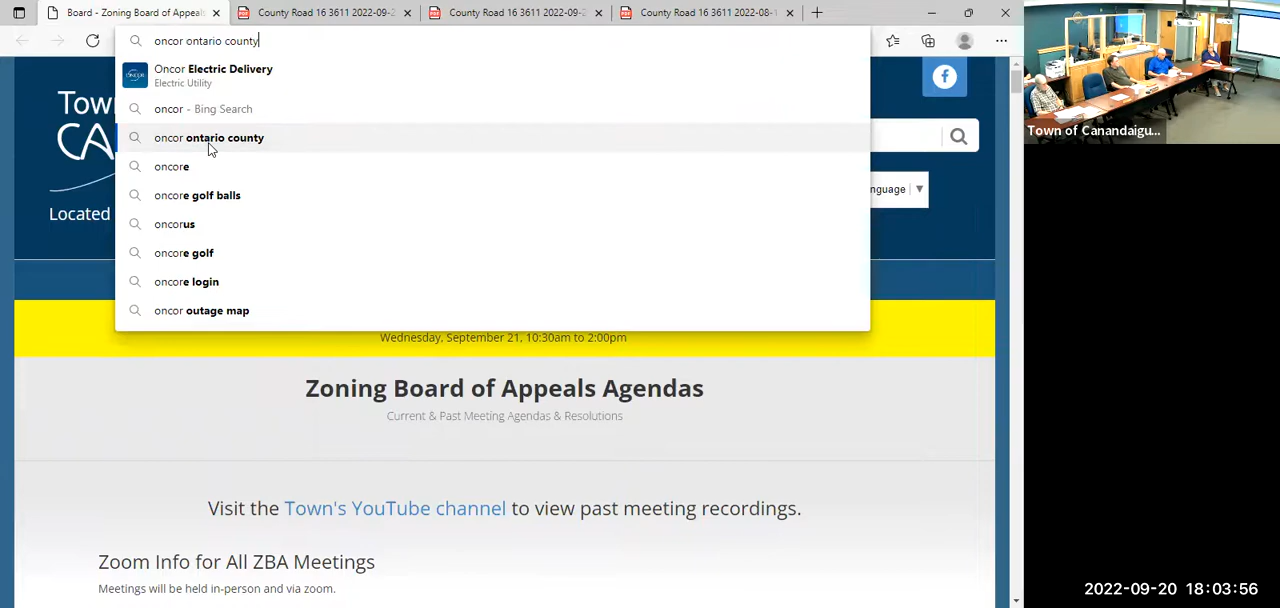 Board - Zoning Board of Appeals
County Road 16 3611 2022-09-2
County Road 16 3611 2022-09-2
County Road 16 3611 2022-08-1
oncor ontario county
Oncor Electric Delivery
Electric Utility
oncor - Bing Search
oncor ontario county
oncore
oncore golf balls
oncorus
oncore golf
oncore login
oncor outage map
Town
CA
Located
nguage ▼
Wednesday, September 21, 10:30am to 2:00pm
Zoning Board of Appeals Agendas
Current & Past Meeting Agendas & Resolutions
Visit the Town's YouTube channel to view past meeting recordings.
Zoom Info for All ZBA Meetings
Meetings will be held in-person and via zoom.
Town of Canandaigu...
2022-09-20 18:03:56